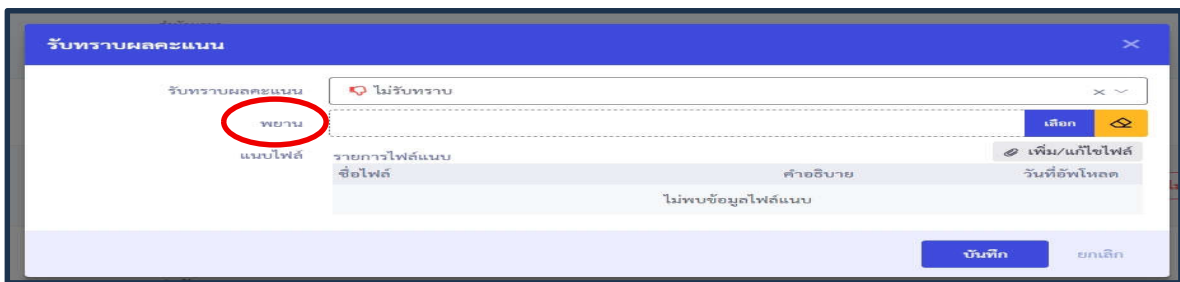 รับทราบผลคะแนน
รับทราบผลคะแนน ไม่รับทราบ
พยาน เลือก
แนบไฟล์ รายการไฟล์แนบ เพิ่ม/แก้ไขไฟล์
ชื่อไฟล์ คำอธิบาย วันที่อัพโหลด
ไม่พบข้อมูลไฟล์แนบ
บันทึก ยกเลิก